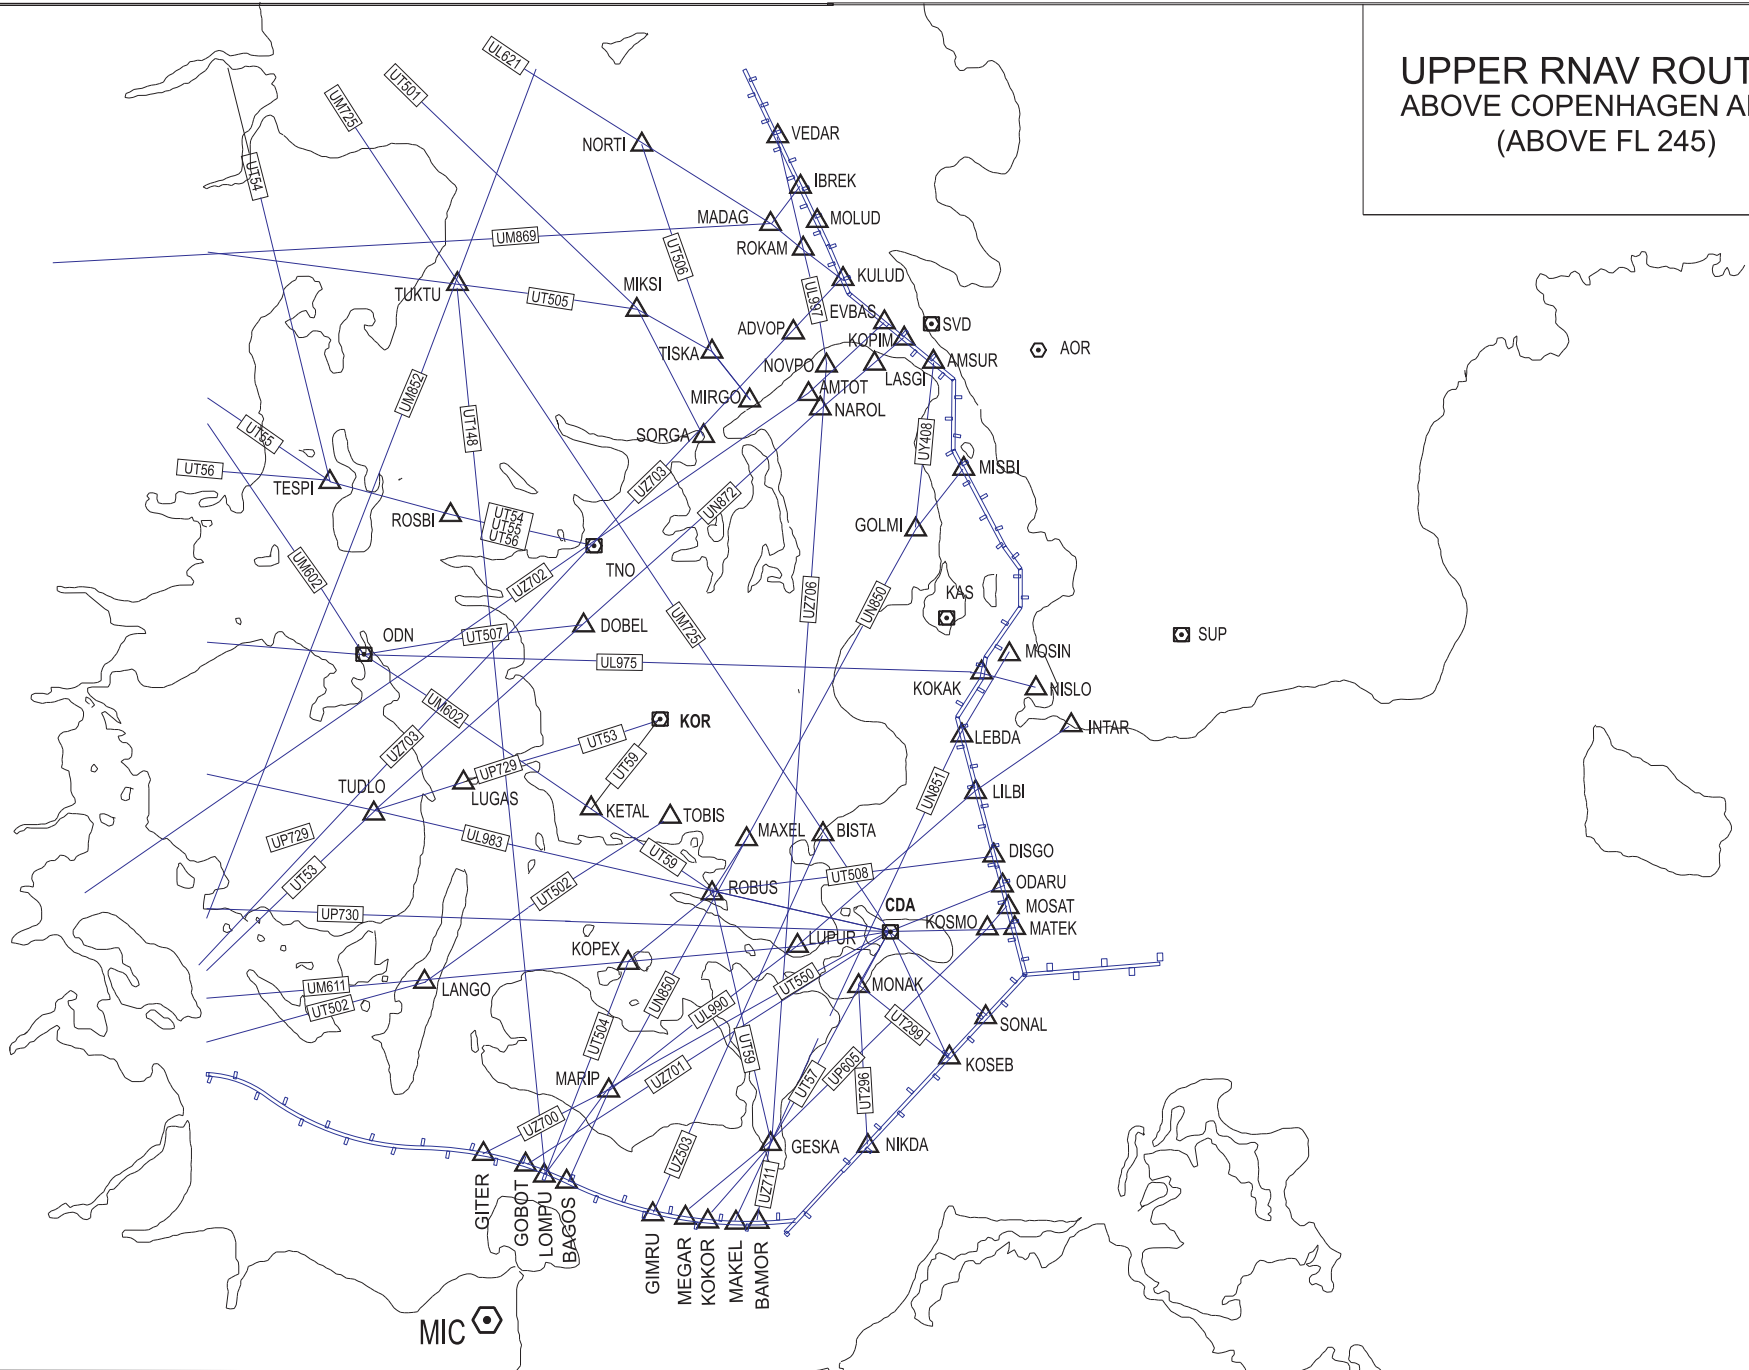 UPPER RNAV ROUT
ABOVE COPENHAGEN A
(ABOVE FL 245)
UL621
UT501
UM725
UT54
NORTI
VEDAR
IBREK
MADAG
MOLUD
ROKAM
UM869
UT506
KULUD
MIKSI
TUKTU
UT505
UL997
EVBAS
SVD
ADVOP
KOPIM
AOR
TISKA
NOVPO
AMSUR
LASGI
UM852
MIRGO
AMTOT
NAROL
UT148
UT55
SORGA
UY408
UT56
MISBI
TESPI
UZ703
UN872
ROSBI
UT54
UT55
UT56
GOLMI
UM602
TNO
UZ702
UZ706
UN850
KAS
DOBEL
UM725
ODN
UT507
SUP
UL975
MOSIN
KOKAK
NISLO
UM602
KOR
INTAR
UT53
LEBDA
UZ703
UP729
UT59
TUDLO
LUGAS
UN851
LILBI
KETAL
TOBIS
UP729
UL983
MAXEL
BISTA
DISGO
UT59
UT53
UT502
ROBUS
UT508
ODARU
CDA
MOSAT
UP730
KOSMO
MATEK
LUPUR
KOPEX
UM611
LANGO
UT502
UN850
UT550
MONAK
UL990
SONAL
UT299
UT504
UT59
KOSEB
MARIP
UZ701
UT57
UP605
UT296
UZ700
GESKA
NIKDA
UZ503
UZ711
GITER
GOBOT
LOMPU
BAGOS
GIMRU
MEGAR
KOKOR
MAKEL
BAMOR
MIC